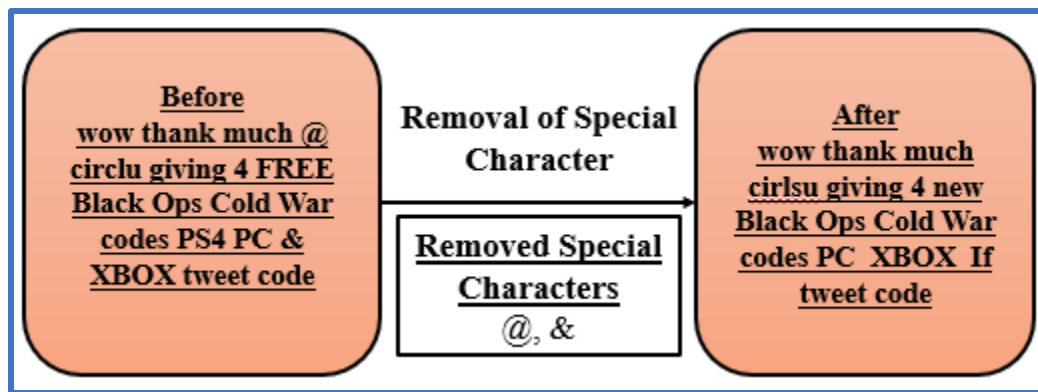 Before
wow thank much @
circlu giving 4 FREE
Black Ops Cold War
codes PS4 PC &
XBOX tweet code
Removal of Special
Character
Removed Special
Characters
@, &
After
wow thank much
cirlsu giving 4 new
Black Ops Cold War
codes PC XBOX If
tweet code